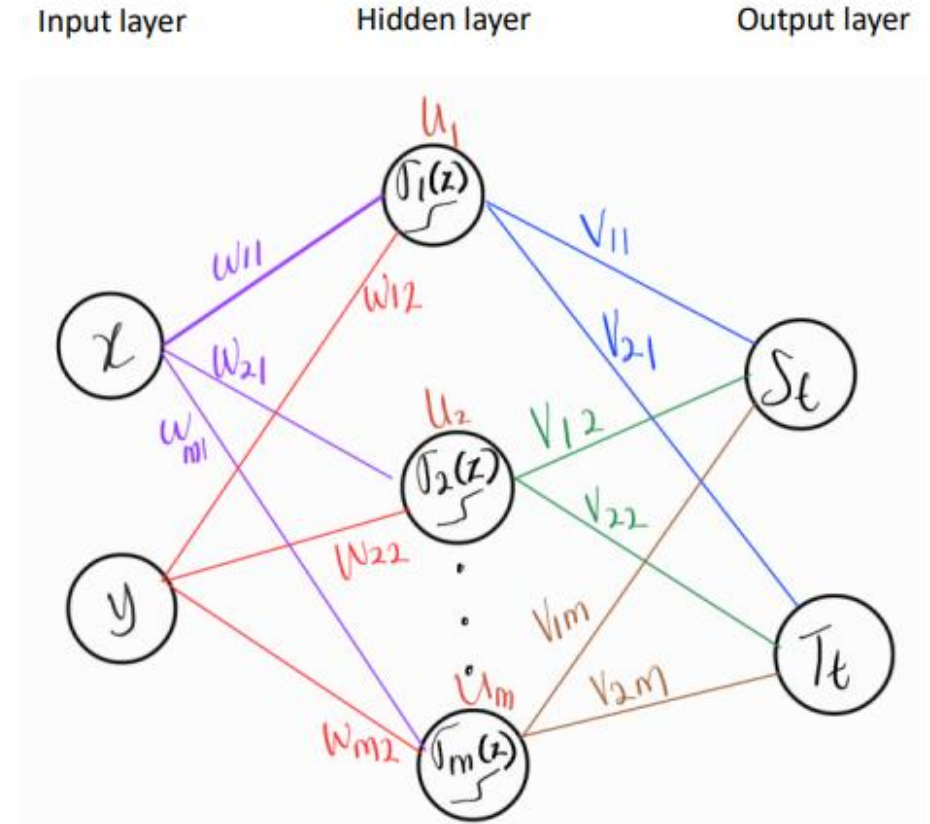 Input layer Hidden layer Output layer
u₁
σ₁(z)
w11
v11
w12
x
w21
v21
St
wm1
u₂
v12
σ₂(z)
v22
w22
y
v1m
Tt
um
v2m
wm2
σm(z)